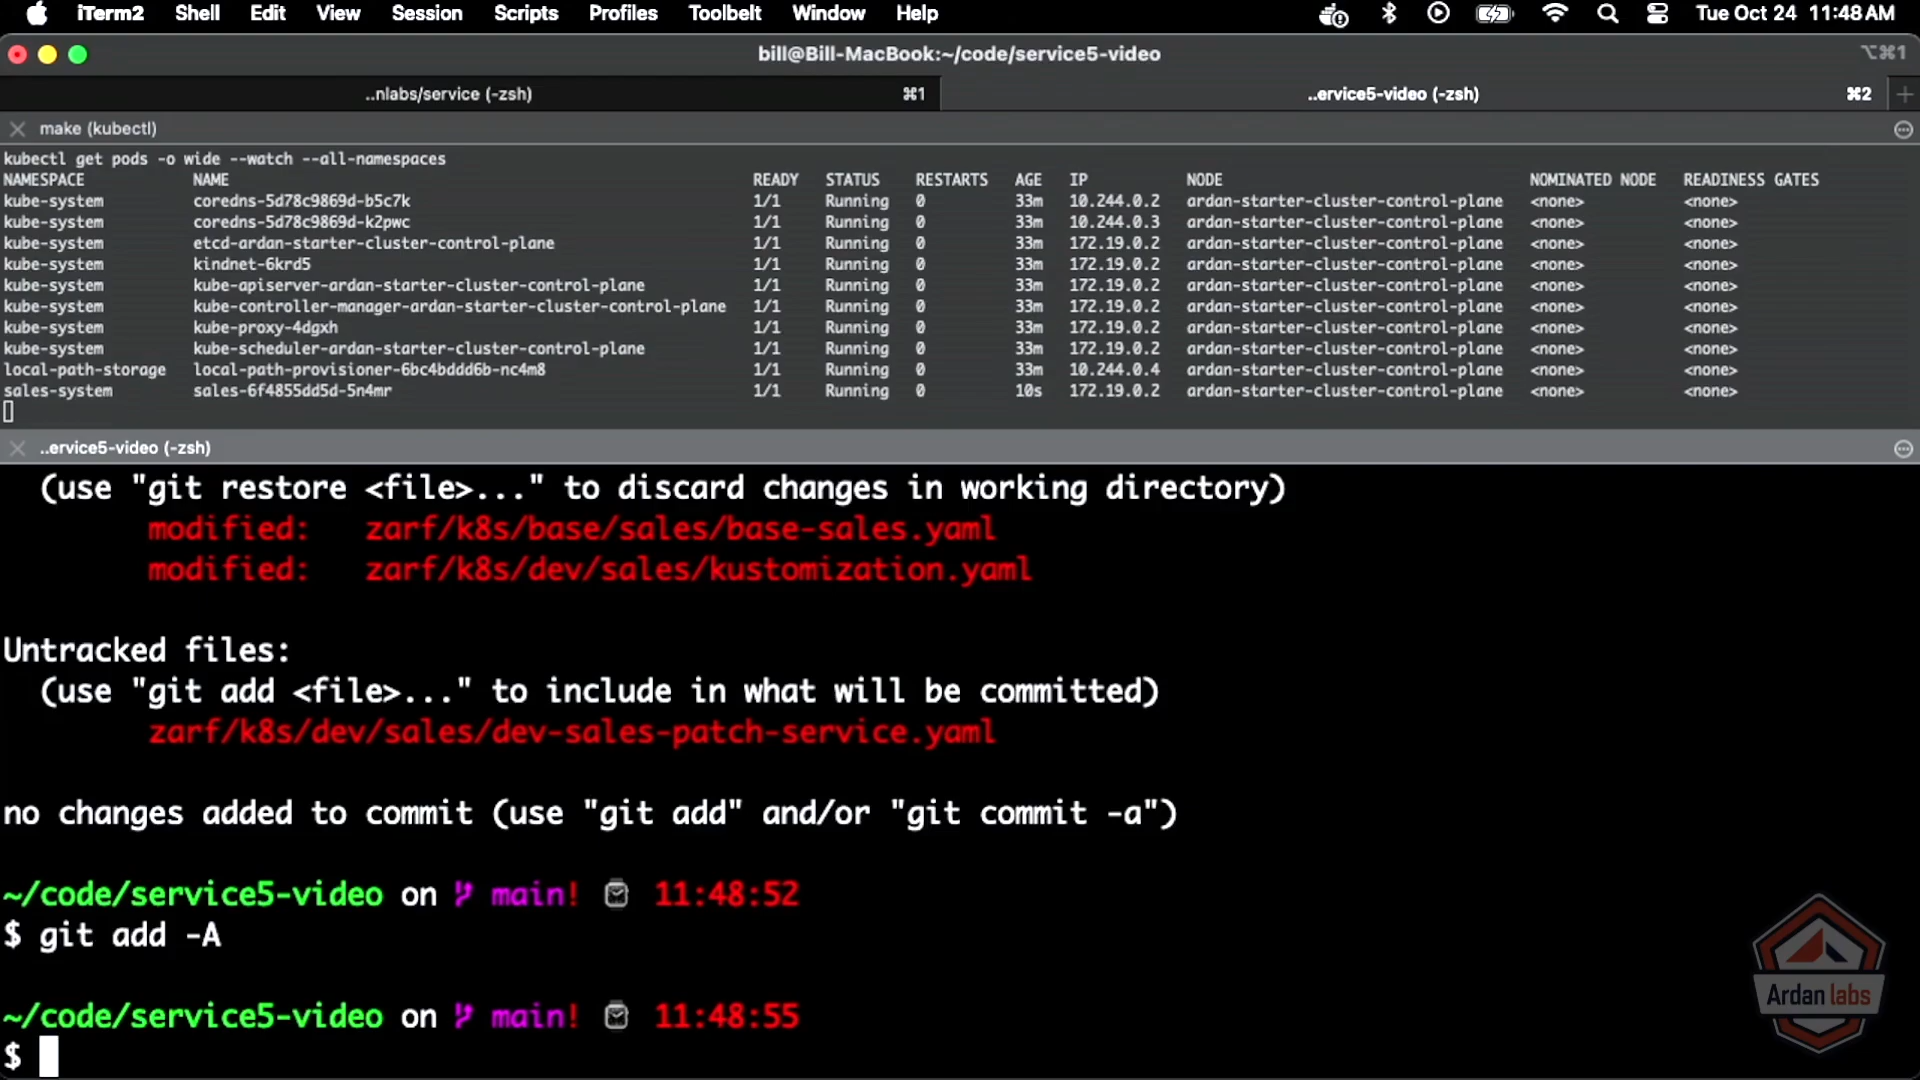 iTerm2 Shell Edit View Session Scripts Profiles Toolbelt Window Help Tue Oct 24 11:48 AM
bill@Bill-MacBook:~/code/service5-video ⌥⌘1
..nlabs/service (-zsh) ⌘1 ..ervice5-video (-zsh) ⌘2
make (kubectl)
kubectl get pods -o wide --watch --all-namespaces
NAMESPACE NAME READY STATUS RESTARTS AGE IP NODE NOMINATED NODE READINESS GATES
kube-system coredns-5d78c9869d-b5c7k 1/1 Running 0 33m 10.244.0.2 ardan-starter-cluster-control-plane <none> <none>
kube-system coredns-5d78c9869d-k2pwc 1/1 Running 0 33m 10.244.0.3 ardan-starter-cluster-control-plane <none> <none>
kube-system etcd-ardan-starter-cluster-control-plane 1/1 Running 0 33m 172.19.0.2 ardan-starter-cluster-control-plane <none> <none>
kube-system kindnet-6krd5 1/1 Running 0 33m 172.19.0.2 ardan-starter-cluster-control-plane <none> <none>
kube-system kube-apiserver-ardan-starter-cluster-control-plane 1/1 Running 0 33m 172.19.0.2 ardan-starter-cluster-control-plane <none> <none>
kube-system kube-controller-manager-ardan-starter-cluster-control-plane 1/1 Running 0 33m 172.19.0.2 ardan-starter-cluster-control-plane <none> <none>
kube-system kube-proxy-4dgxh 1/1 Running 0 33m 172.19.0.2 ardan-starter-cluster-control-plane <none> <none>
kube-system kube-scheduler-ardan-starter-cluster-control-plane 1/1 Running 0 33m 172.19.0.2 ardan-starter-cluster-control-plane <none> <none>
local-path-storage local-path-provisioner-6bc4bddd6b-nc4m8 1/1 Running 0 33m 10.244.0.4 ardan-starter-cluster-control-plane <none> <none>
sales-system sales-6f4855dd5d-5n4mr 1/1 Running 0 10s 172.19.0.2 ardan-starter-cluster-control-plane <none> <none>
..ervice5-video (-zsh)
(use "git restore <file>..." to discard changes in working directory)
modified: zarf/k8s/base/sales/base-sales.yaml
modified: zarf/k8s/dev/sales/kustomization.yaml
Untracked files:
(use "git add <file>..." to include in what will be committed)
zarf/k8s/dev/sales/dev-sales-patch-service.yaml
no changes added to commit (use "git add" and/or "git commit -a")
~/code/service5-video on main! 11:48:52
$ git add -A
~/code/service5-video on main! 11:48:55
$
Ardan labs